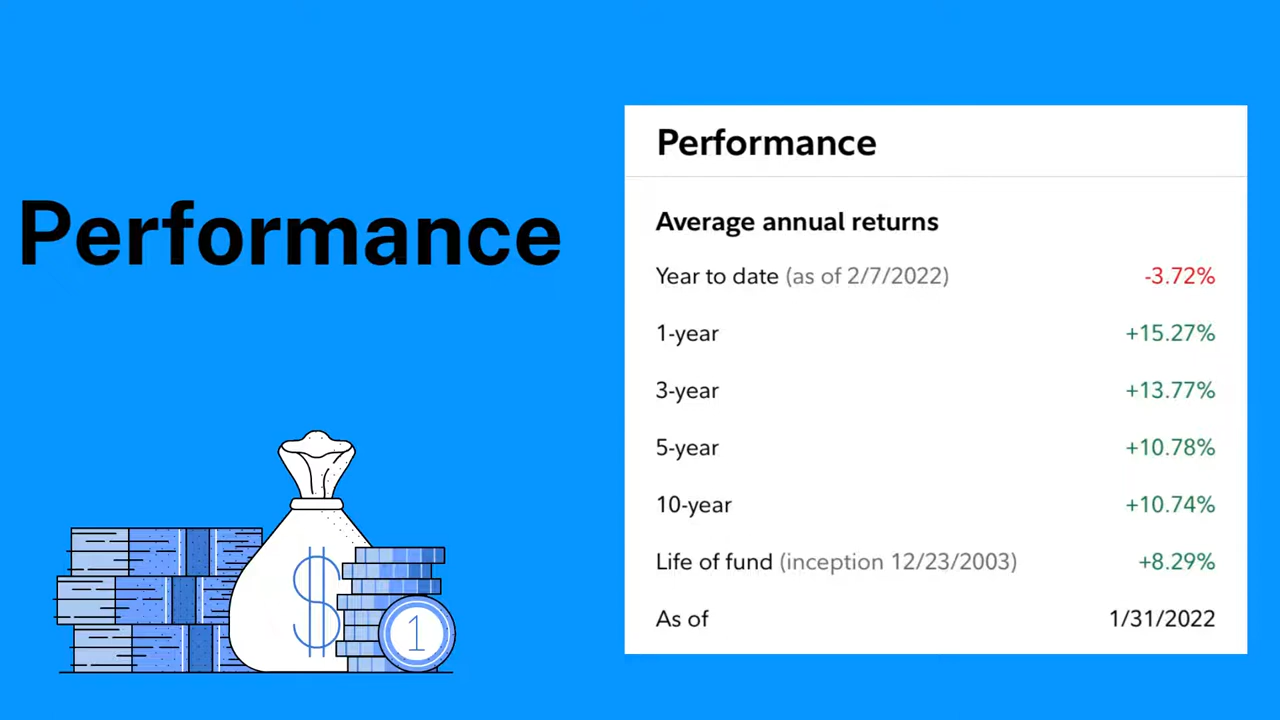 Performance
Performance
Average annual returns
Year to date (as of 2/7/2022) -3.72%
1-year +15.27%
3-year +13.77%
5-year +10.78%
10-year +10.74%
Life of fund (inception 12/23/2003) +8.29%
As of 1/31/2022
$
1